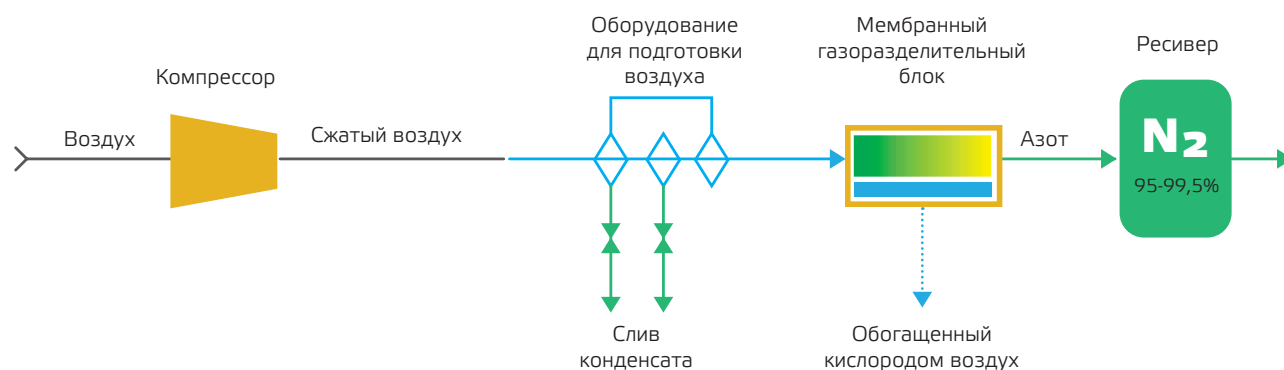 Компрессор
Воздух
Сжатый воздух
Оборудование
для подготовки
воздуха
Слив
конденсата
Мембранный
газоразделительный
блок
Обогащенный
кислородом воздух
Азот
Ресивер
N2
95-99,5%